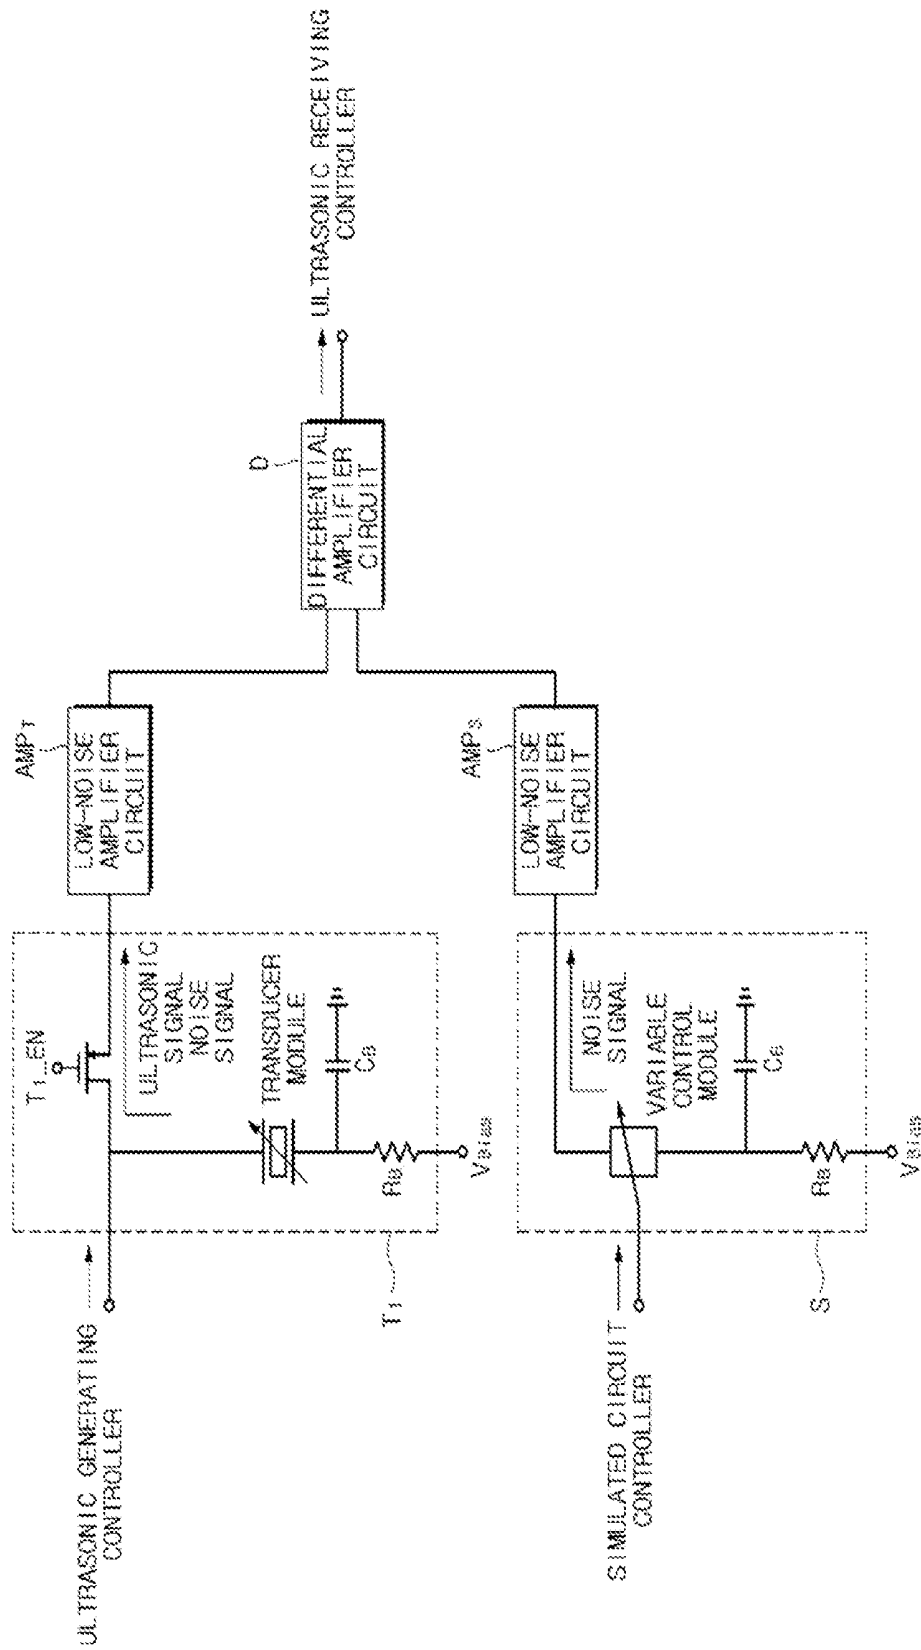 ULTRASONIC GENERATING
CONTROLLER
T1
T1_EN
ULTRASONIC
SIGNAL
NOISE
SIGNAL
TRANSDUCER
MODULE
CB
RB
VBias
AMPT
LOW-NOISE
AMPLIFIER
CIRCUIT
D
DIFFERENTIAL
AMPLIFIER
CIRCUIT
ULTRASONIC RECEIVING
CONTROLLER
SIMULATED CIRCUIT
CONTROLLER
S
NOISE
SIGNAL
VARIABLE
CONTROL
MODULE
CB
RB
VBias
AMPS
LOW-NOISE
AMPLIFIER
CIRCUIT